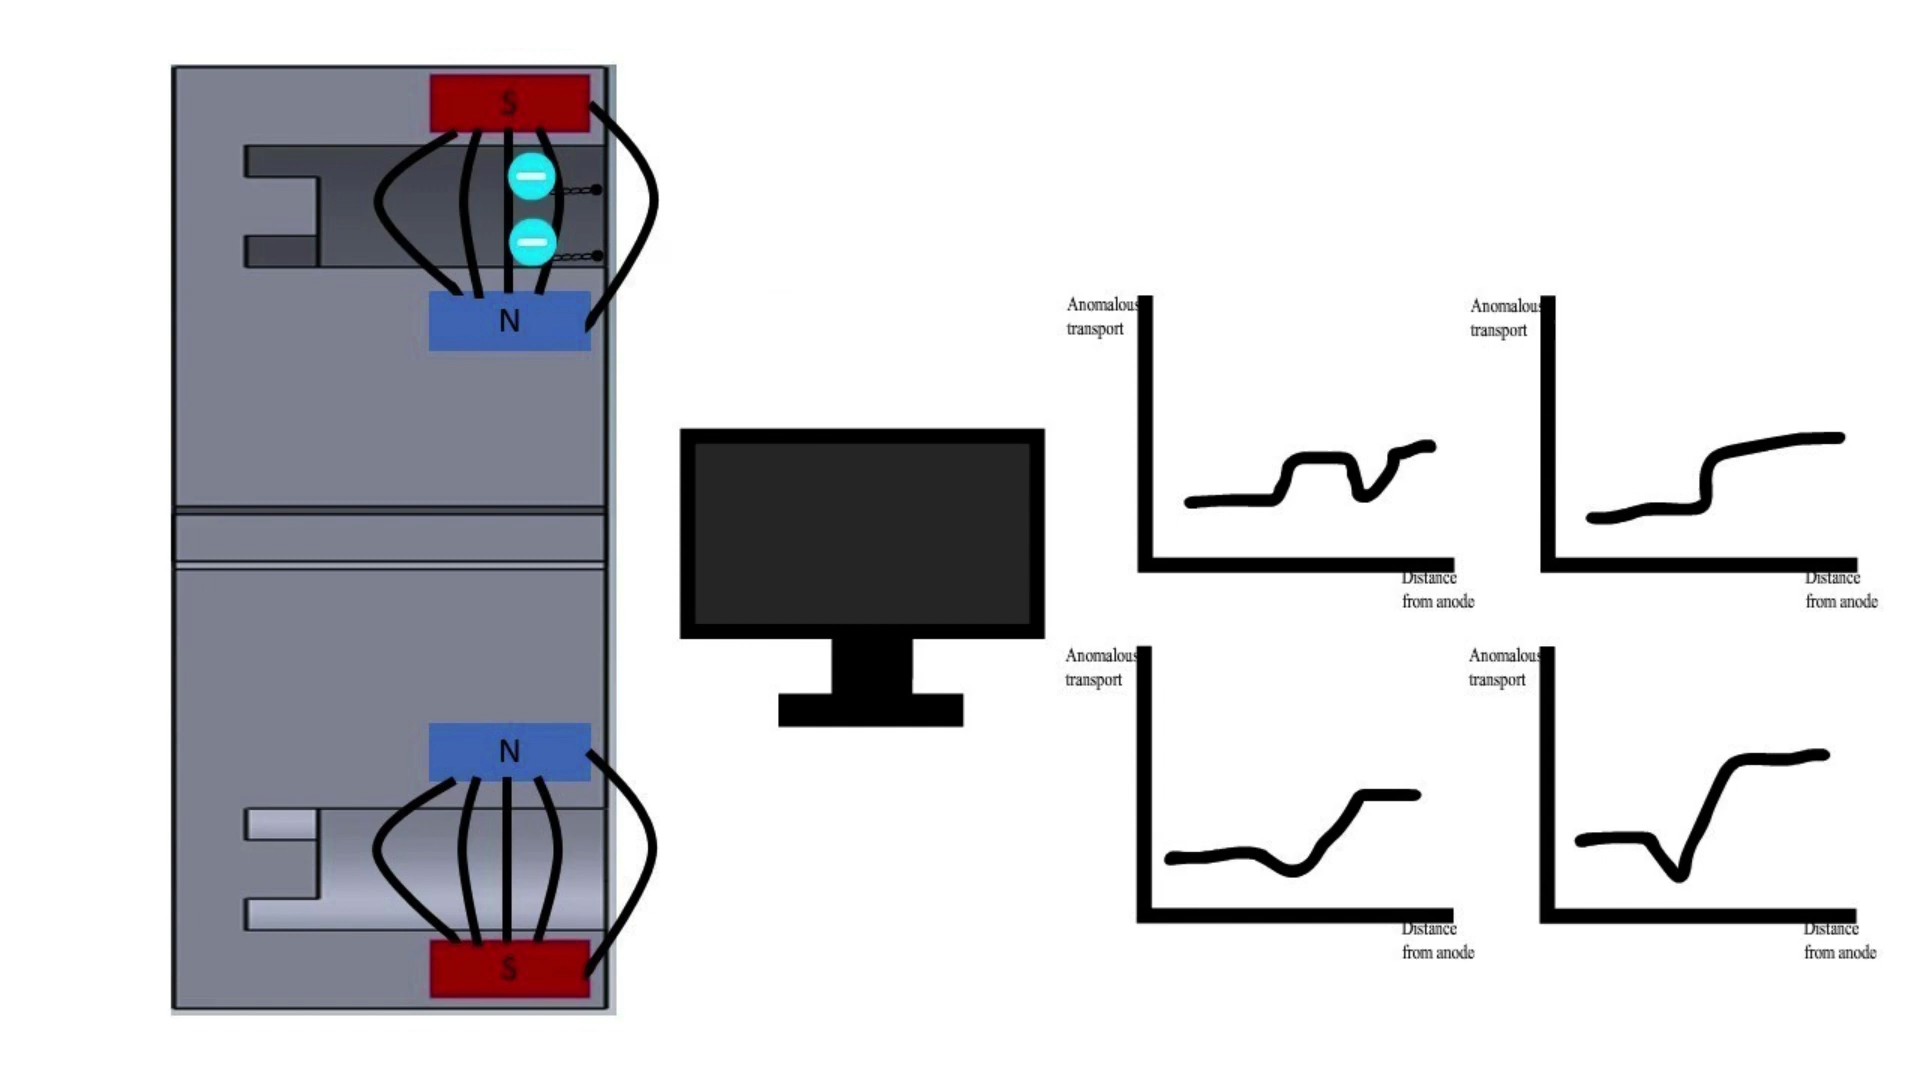 S
N
N
S
Anomalous
transport
Distance
from anode
Anomalous
transport
Distance
from anode
Anomalous
transport
Distance
from anode
Anomalous
transport
Distance
from anode